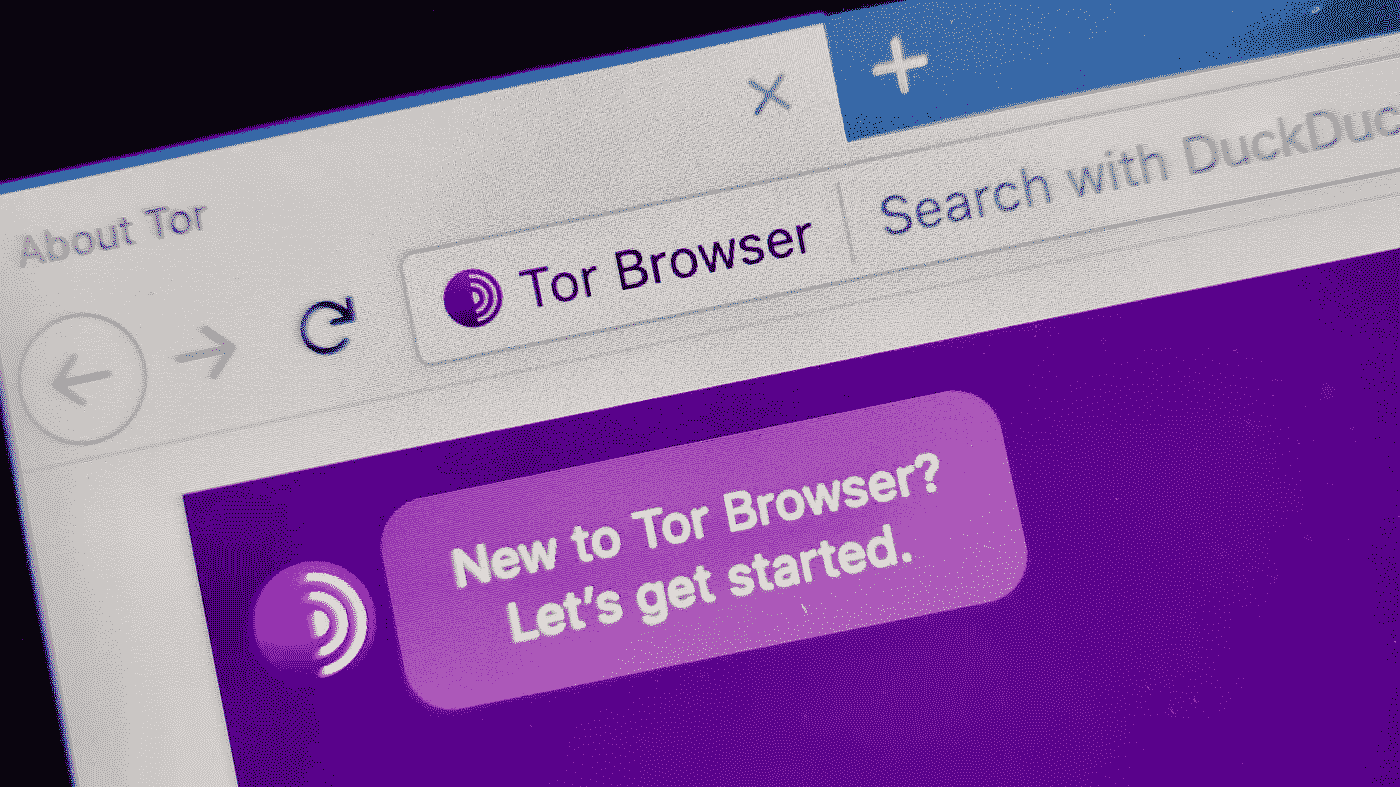 About Tor
Tor Browser
Search with DuckDuc
New to Tor Browser?
Let's get started.